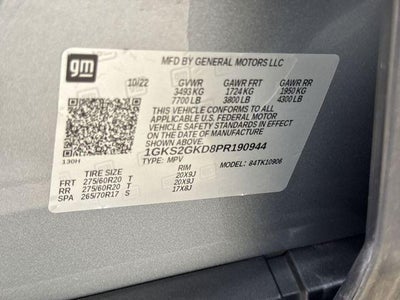 gm
MFD BY GENERAL MOTORS LLC
10/22 GVWR GAWR FRT GAWR RR
3493 KG 1724 KG 1950 KG
7700 LB 3800 LB 4300 LB
THIS VEHICLE CONFORMS TO ALL
APPLICABLE U.S. FEDERAL MOTOR
VEHICLE SAFETY AND THEFT
PREVENTION STANDARDS IN EFFECT
ON THE DATE OF MANUFACTURE
SHOWN ABOVE.
1GKS2GKD8PR190944
130H TYPE: MPV MODEL: 84TK10906
TIRE SIZE RIM
FRT 275/60R20 T 20X9J
RR 275/60R20 T 20X9J
SPA 265/70R17 S 17X8J